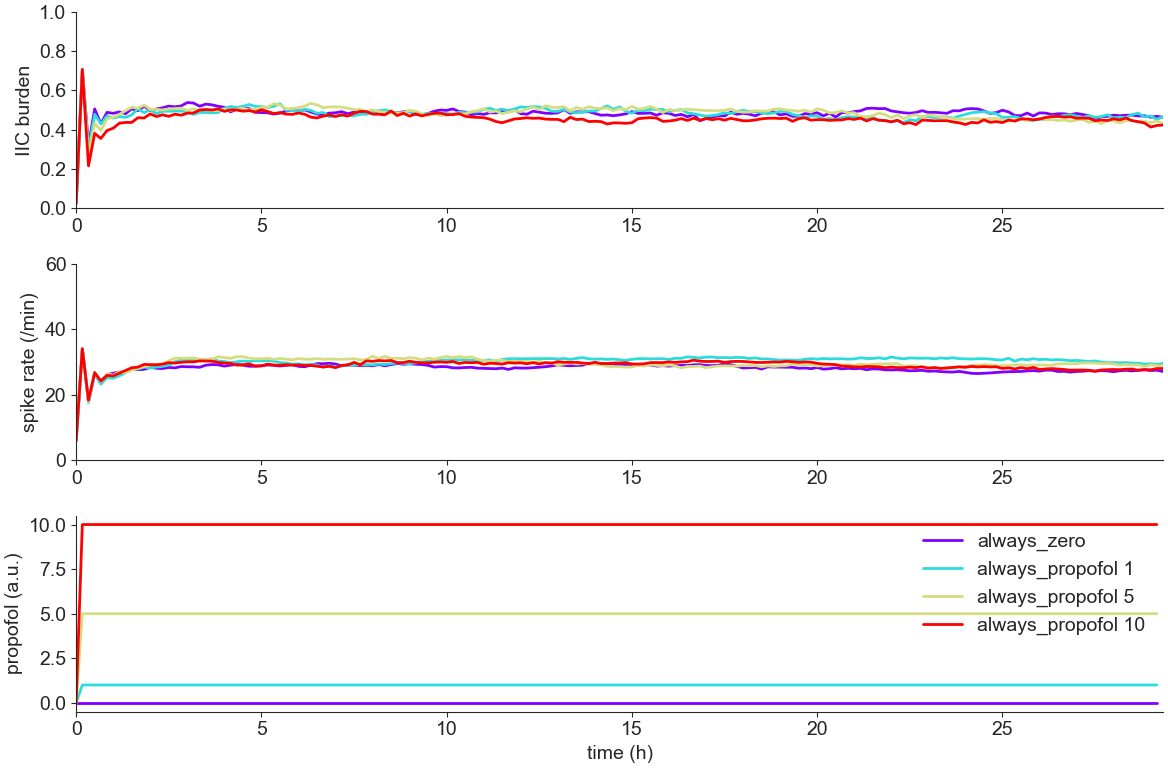 IIC burden
1.0
0.8
0.6
0.4
0.2
0.0
0 5 10 15 20 25
spike rate (/min)
60
40
20
0
0 5 10 15 20 25
propofol (a.u.)
10.0
7.5
5.0
2.5
0.0
always_zero
always_propofol 1
always_propofol 5
always_propofol 10
0 5 10 15 20 25
time (h)